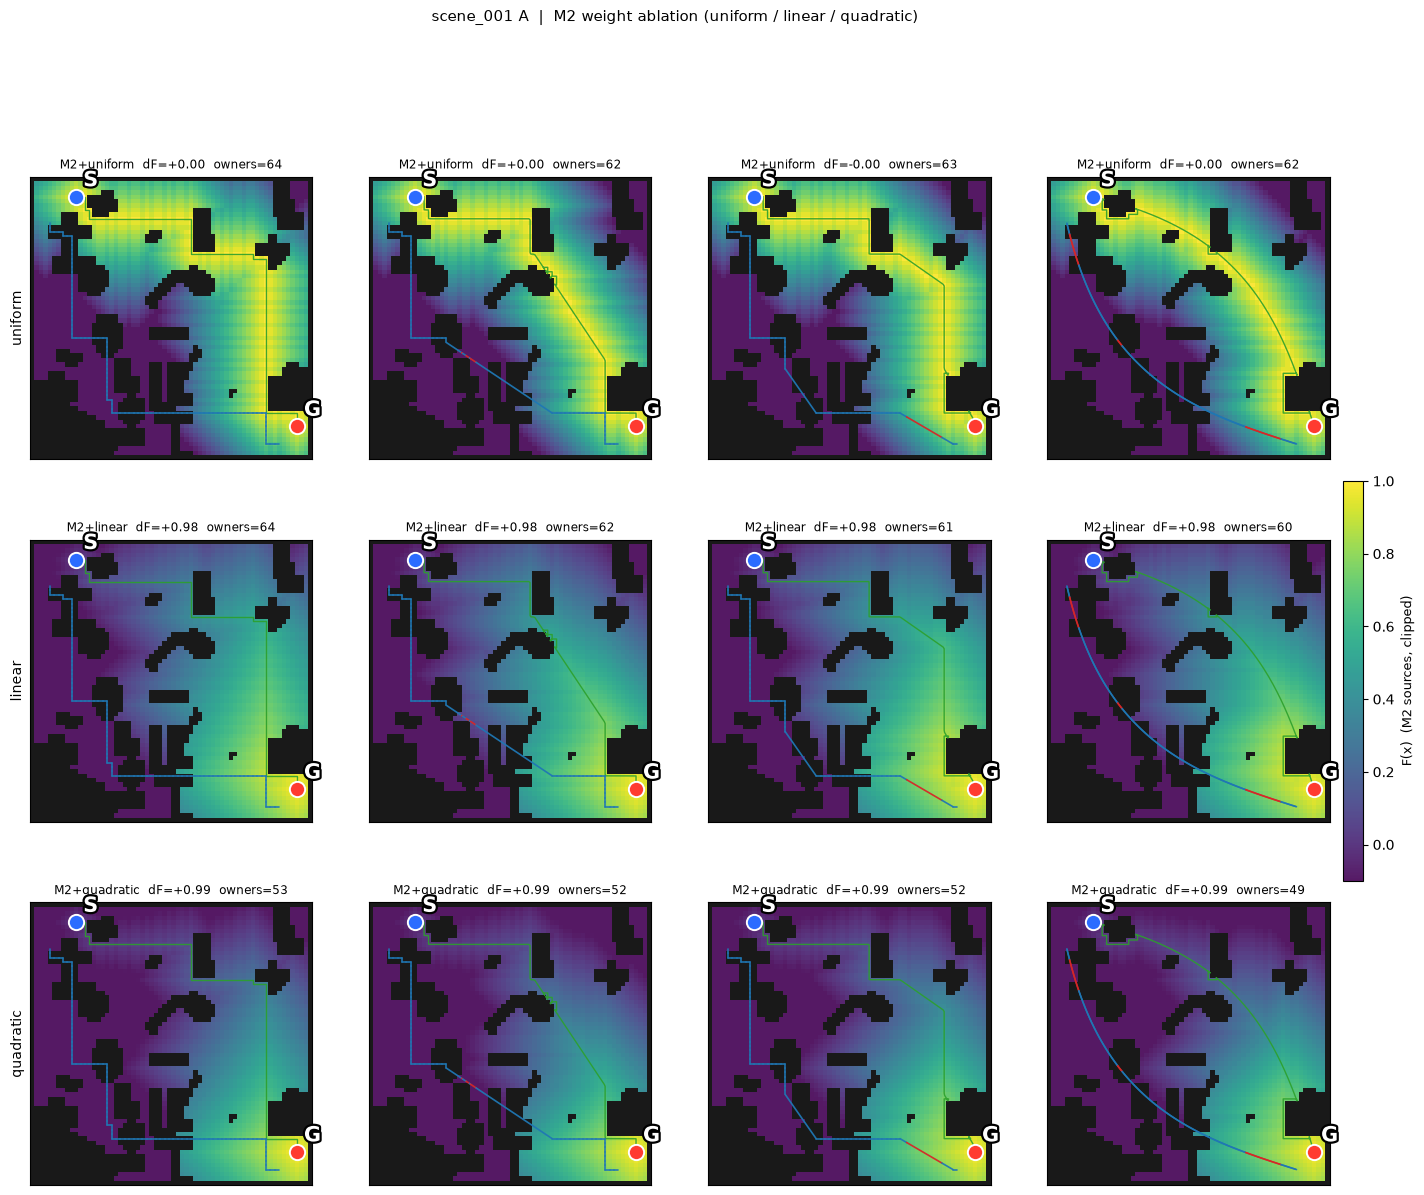 scene_001 A | M2 weight ablation (uniform / linear / quadratic)
M2+uniform dF=+0.00 owners=64
M2+uniform dF=+0.00 owners=62
M2+uniform dF=-0.00 owners=63
M2+uniform dF=+0.00 owners=62
S
S
S
S
uniform
G
G
G
G
M2+linear dF=+0.98 owners=64
M2+linear dF=+0.98 owners=62
M2+linear dF=+0.98 owners=61
M2+linear dF=+0.98 owners=60
S
S
S
S
linear
G
G
G
G
M2+quadratic dF=+0.99 owners=53
M2+quadratic dF=+0.99 owners=52
M2+quadratic dF=+0.99 owners=52
M2+quadratic dF=+0.99 owners=49
S
S
S
S
quadratic
G
G
G
G
1.0
0.8
0.6
0.4
0.2
0.0
F(x) (M2 sources, clipped)